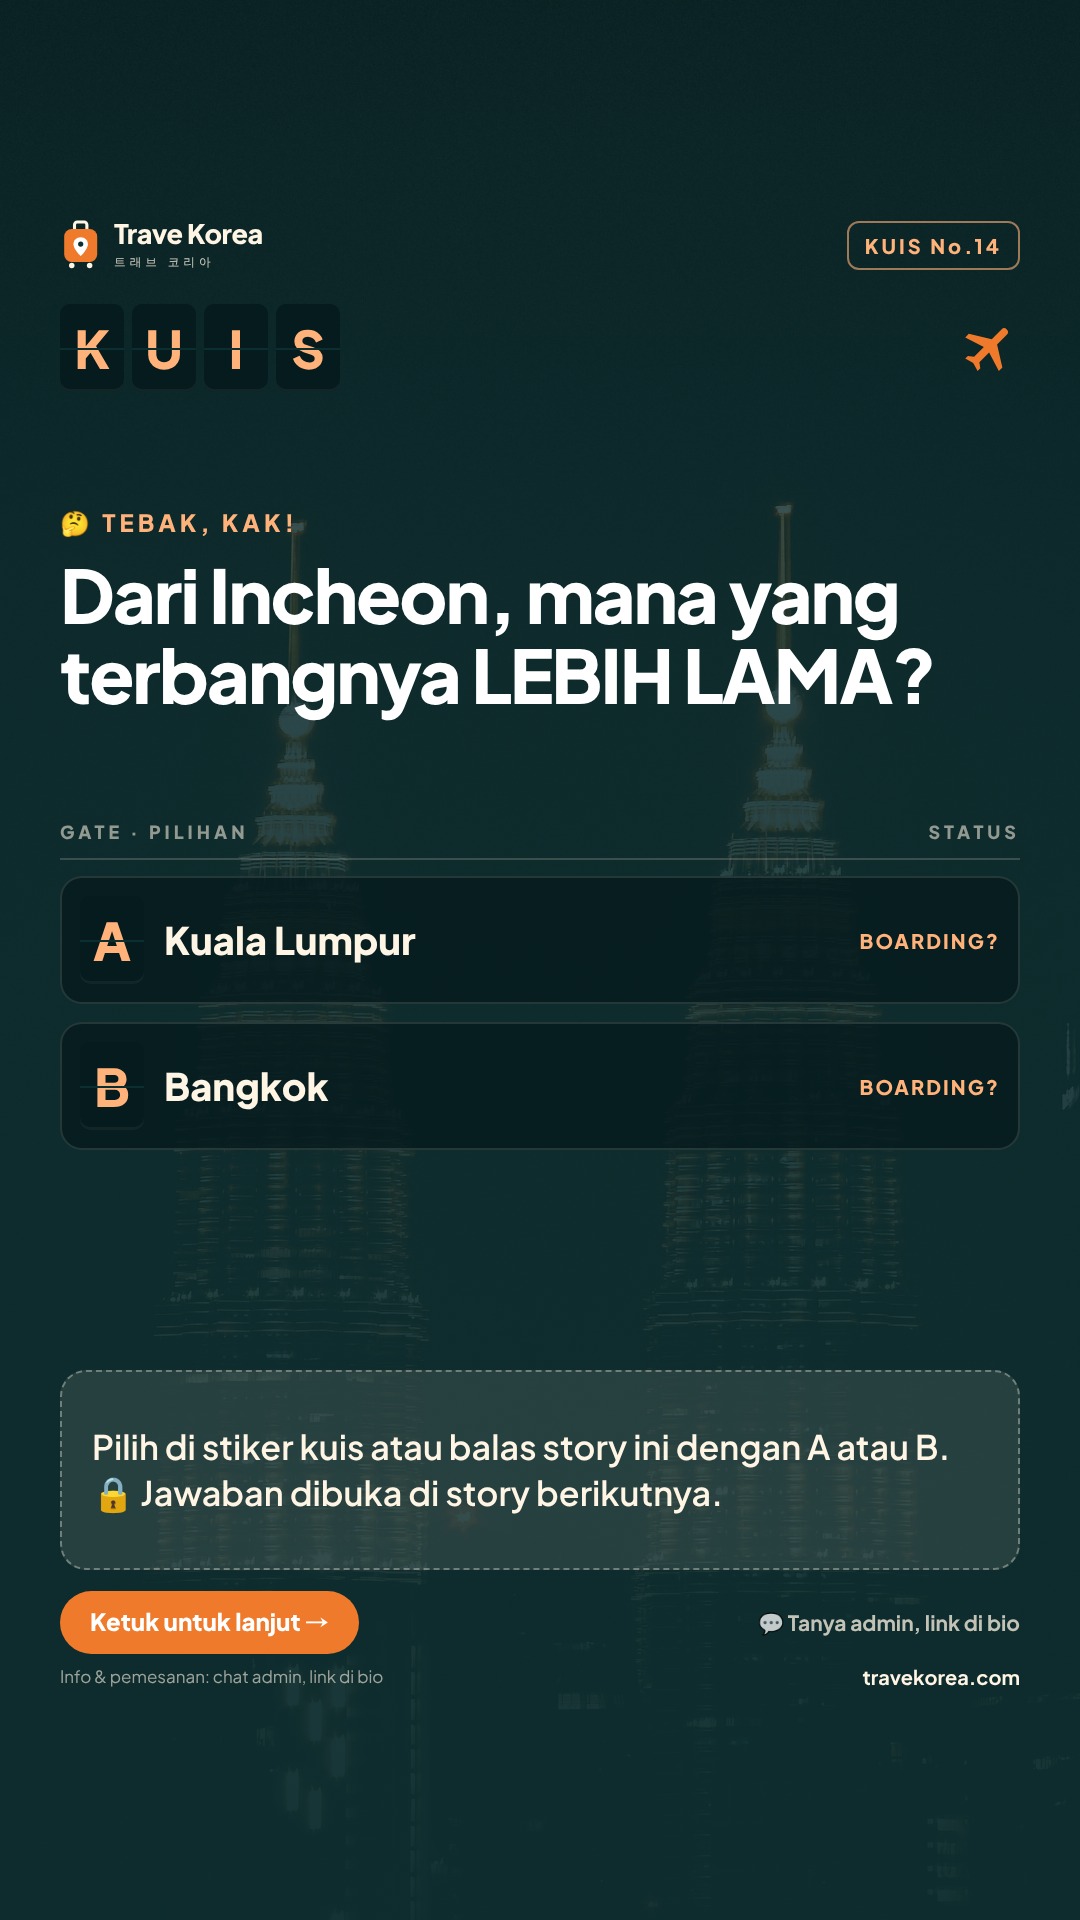 Trave Korea
트래브 코리아
KUIS No.14
KUIS
🤔 TEBAK, KAK!
Dari Incheon, mana yang
terbangnya LEBIH LAMA?
GATE · PILIHAN
STATUS
A Kuala Lumpur BOARDING?
B Bangkok BOARDING?
Pilih di stiker kuis atau balas story ini dengan A atau B.
🔒 Jawaban dibuka di story berikutnya.
Ketuk untuk lanjut →
💬 Tanya admin, link di bio
Info & pemesanan: chat admin, link di bio
travekorea.com